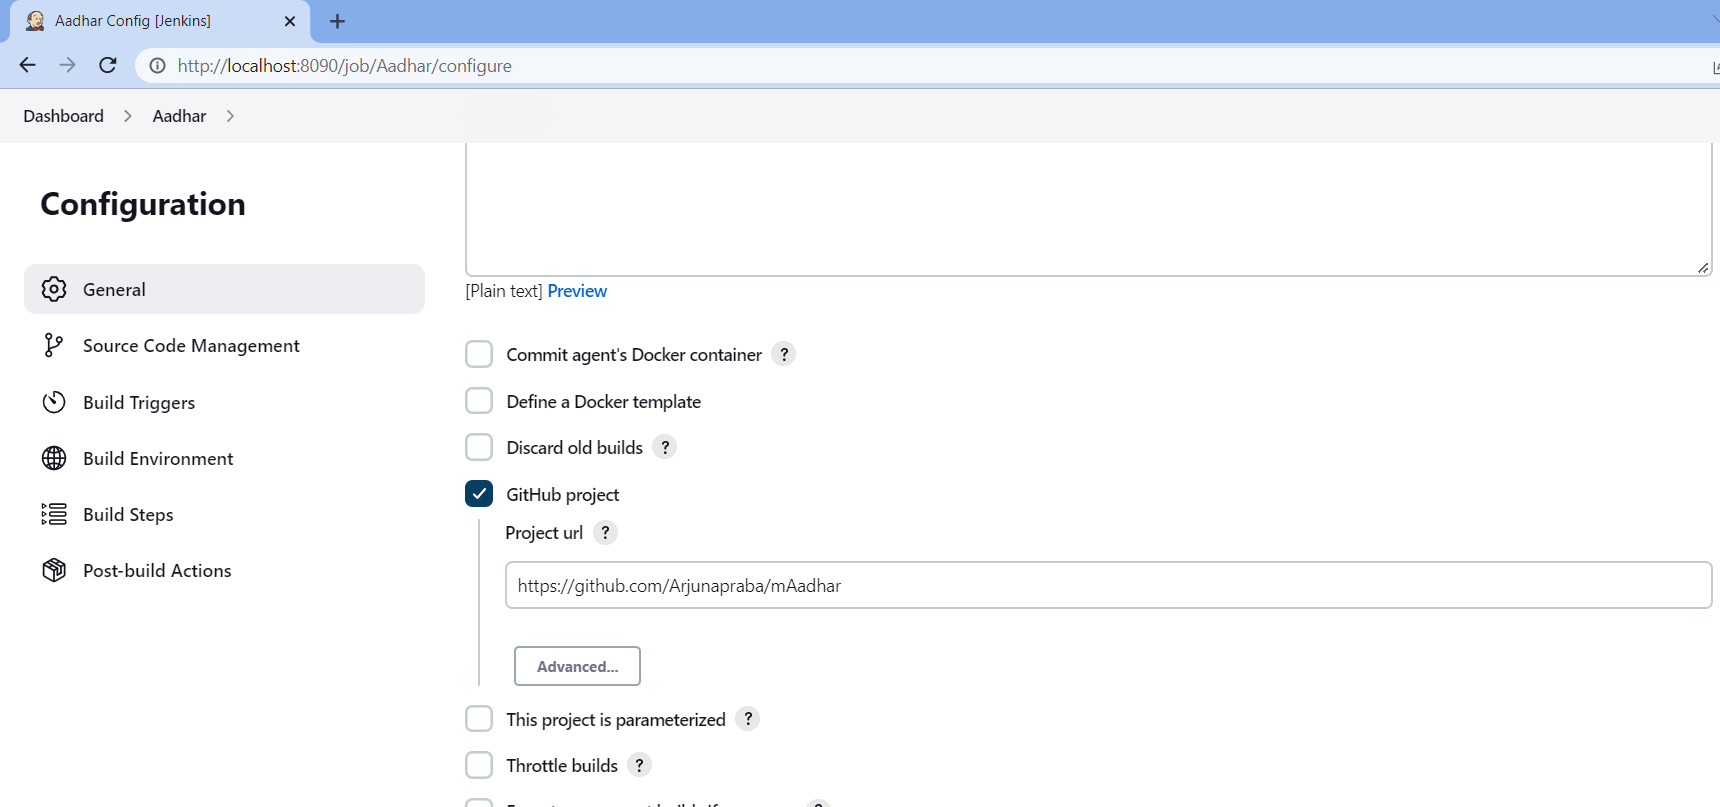 Aadhar Config [Jenkins]
http://localhost:8090/job/Aadhar/configure
Dashboard
Aadhar
Configuration
General
Source Code Management
Build Triggers
Build Environment
Build Steps
Post-build Actions
[Plain text] Preview
Commit agent's Docker container ?
Define a Docker template
Discard old builds ?
GitHub project
Project url ?
https://github.com/Arjunapraba/mAadhar
Advanced...
This project is parameterized ?
Throttle builds ?